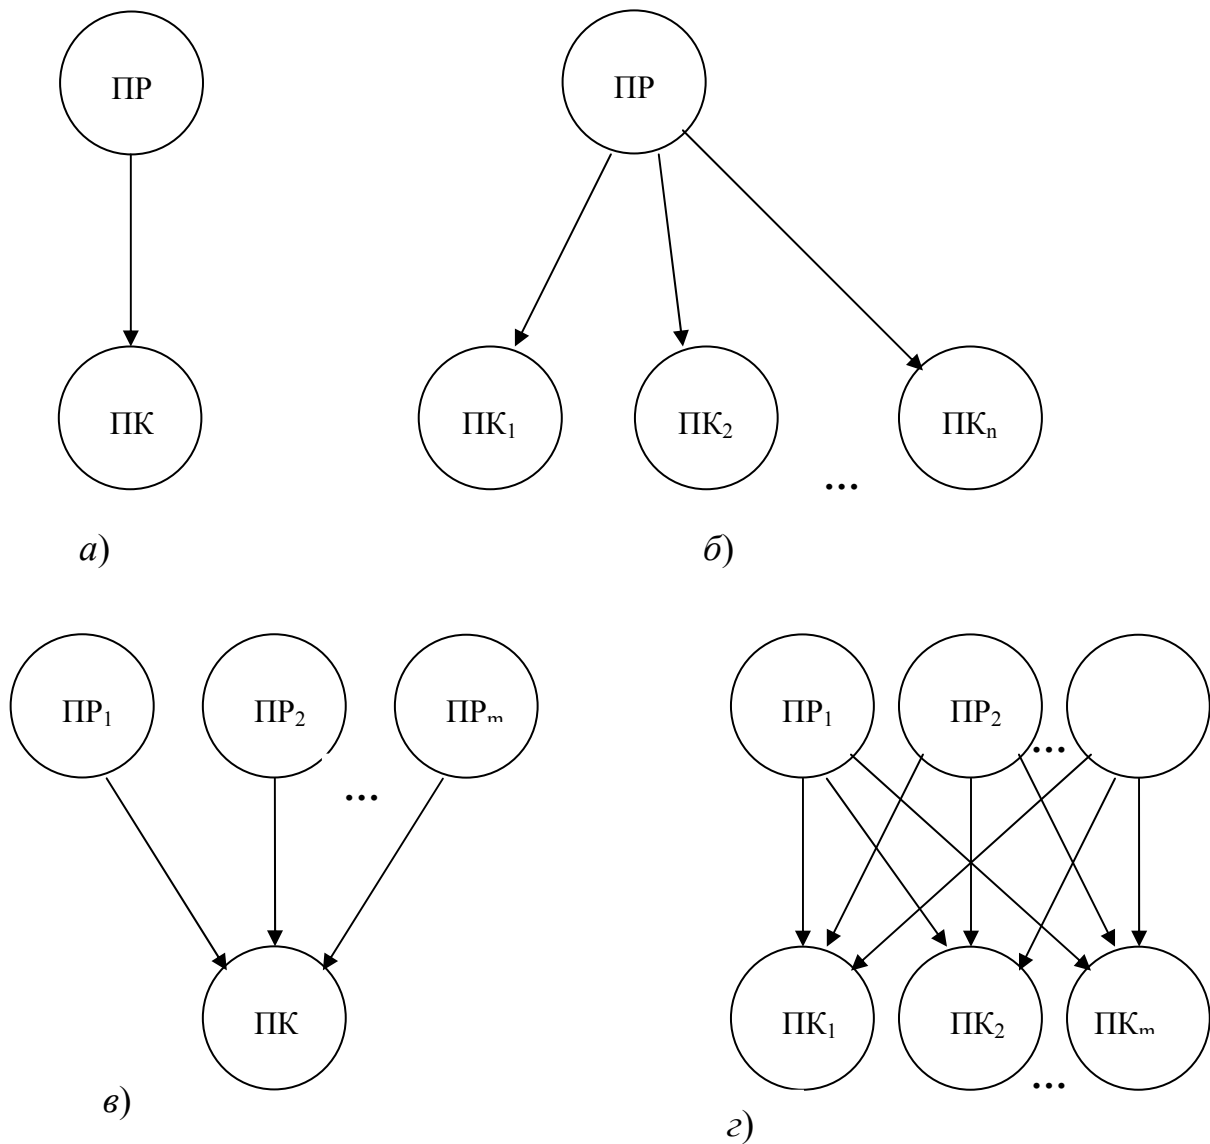 ПР
ПР
ПК
ПК₁ ПК₂ ... ПКₙ
а) б)
ПР₁ ПР₂ ... ПРₘ
ПР₁ ПР₂ ...
ПК
ПК₁ ПК₂ ... ПКₘ
в)
г)